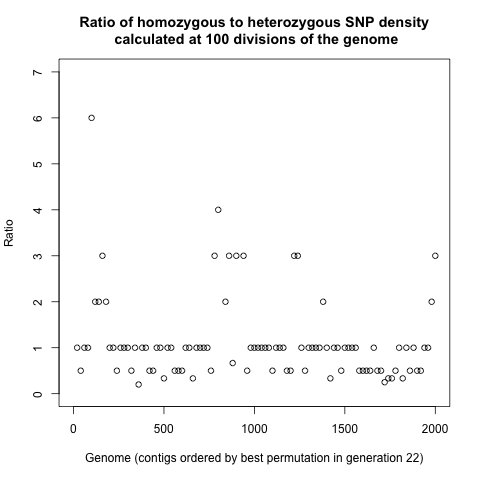 Ratio of homozygous to heterozygous SNP density
calculated at 100 divisions of the genome
7
6
5
4
3
2
1
0
Ratio
0 500 1000 1500 2000
Genome (contigs ordered by best permutation in generation 22)